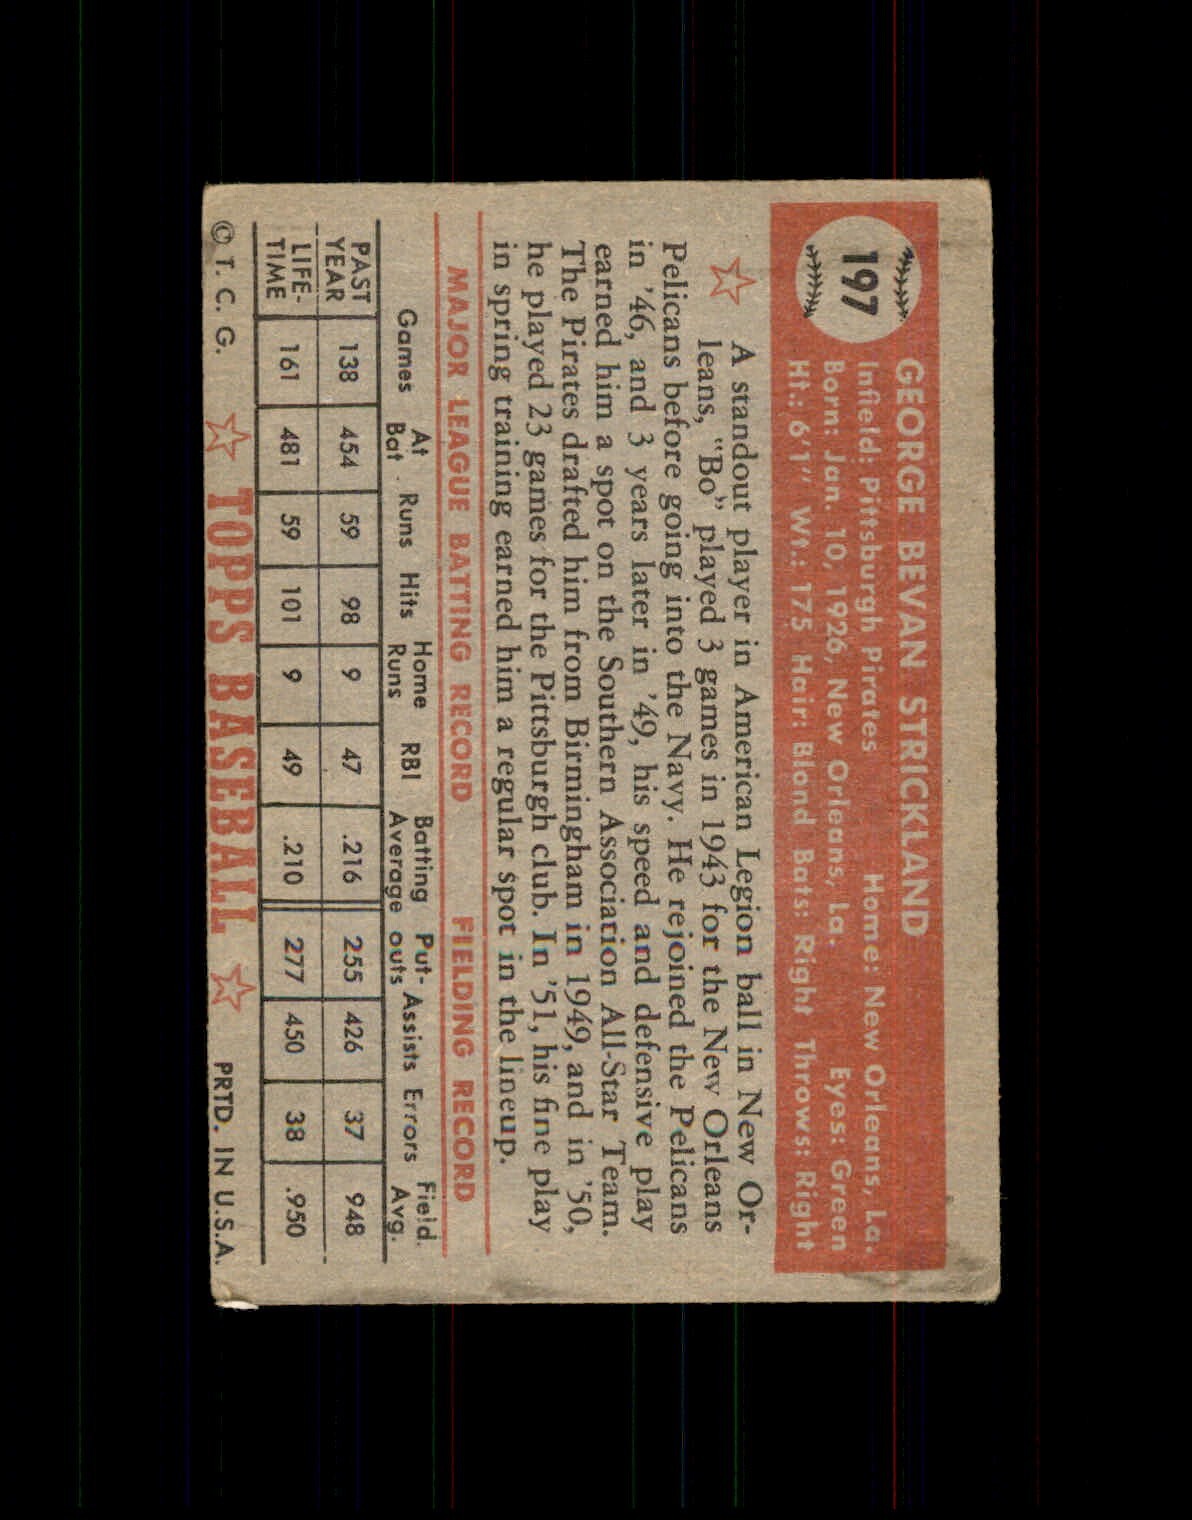 197
GEORGE BEVAN STRICKLAND
Infield: Pittsburgh Pirates Home: New Orleans, La.
Born: Jan. 10, 1926, New Orleans, La. Eyes: Green
Ht.: 6'1" Wt.: 175 Hair: Blond Bats: Right Throws: Right
A standout player in American Legion ball in New Or-
leans, "Bo" played 3 games in 1943 for the New Orleans
Pelicans before going into the Navy. He rejoined the Pelicans
in '46, and 3 years later in '49, his speed and defensive play
earned him a spot on the Southern Association All-Star Team.
The Pirates drafted him from Birmingham in 1949, and in '50,
he played 23 games for the Pittsburgh club. In '51, his fine play
in spring training earned him a regular spot in the lineup.
MAJOR LEAGUE BATTING RECORD FIELDING RECORD
Games At Bat Runs Hits Home Runs RBI Batting Average Put-outs Assists Errors Field. Avg.
PAST YEAR 138 454 59 98 9 47 .216 255 426 37 948
LIFE-TIME 161 481 59 101 9 49 .210 277 450 38 .950
© T. C. G. TOPPS BASEBALL PRTD. IN U.S.A.